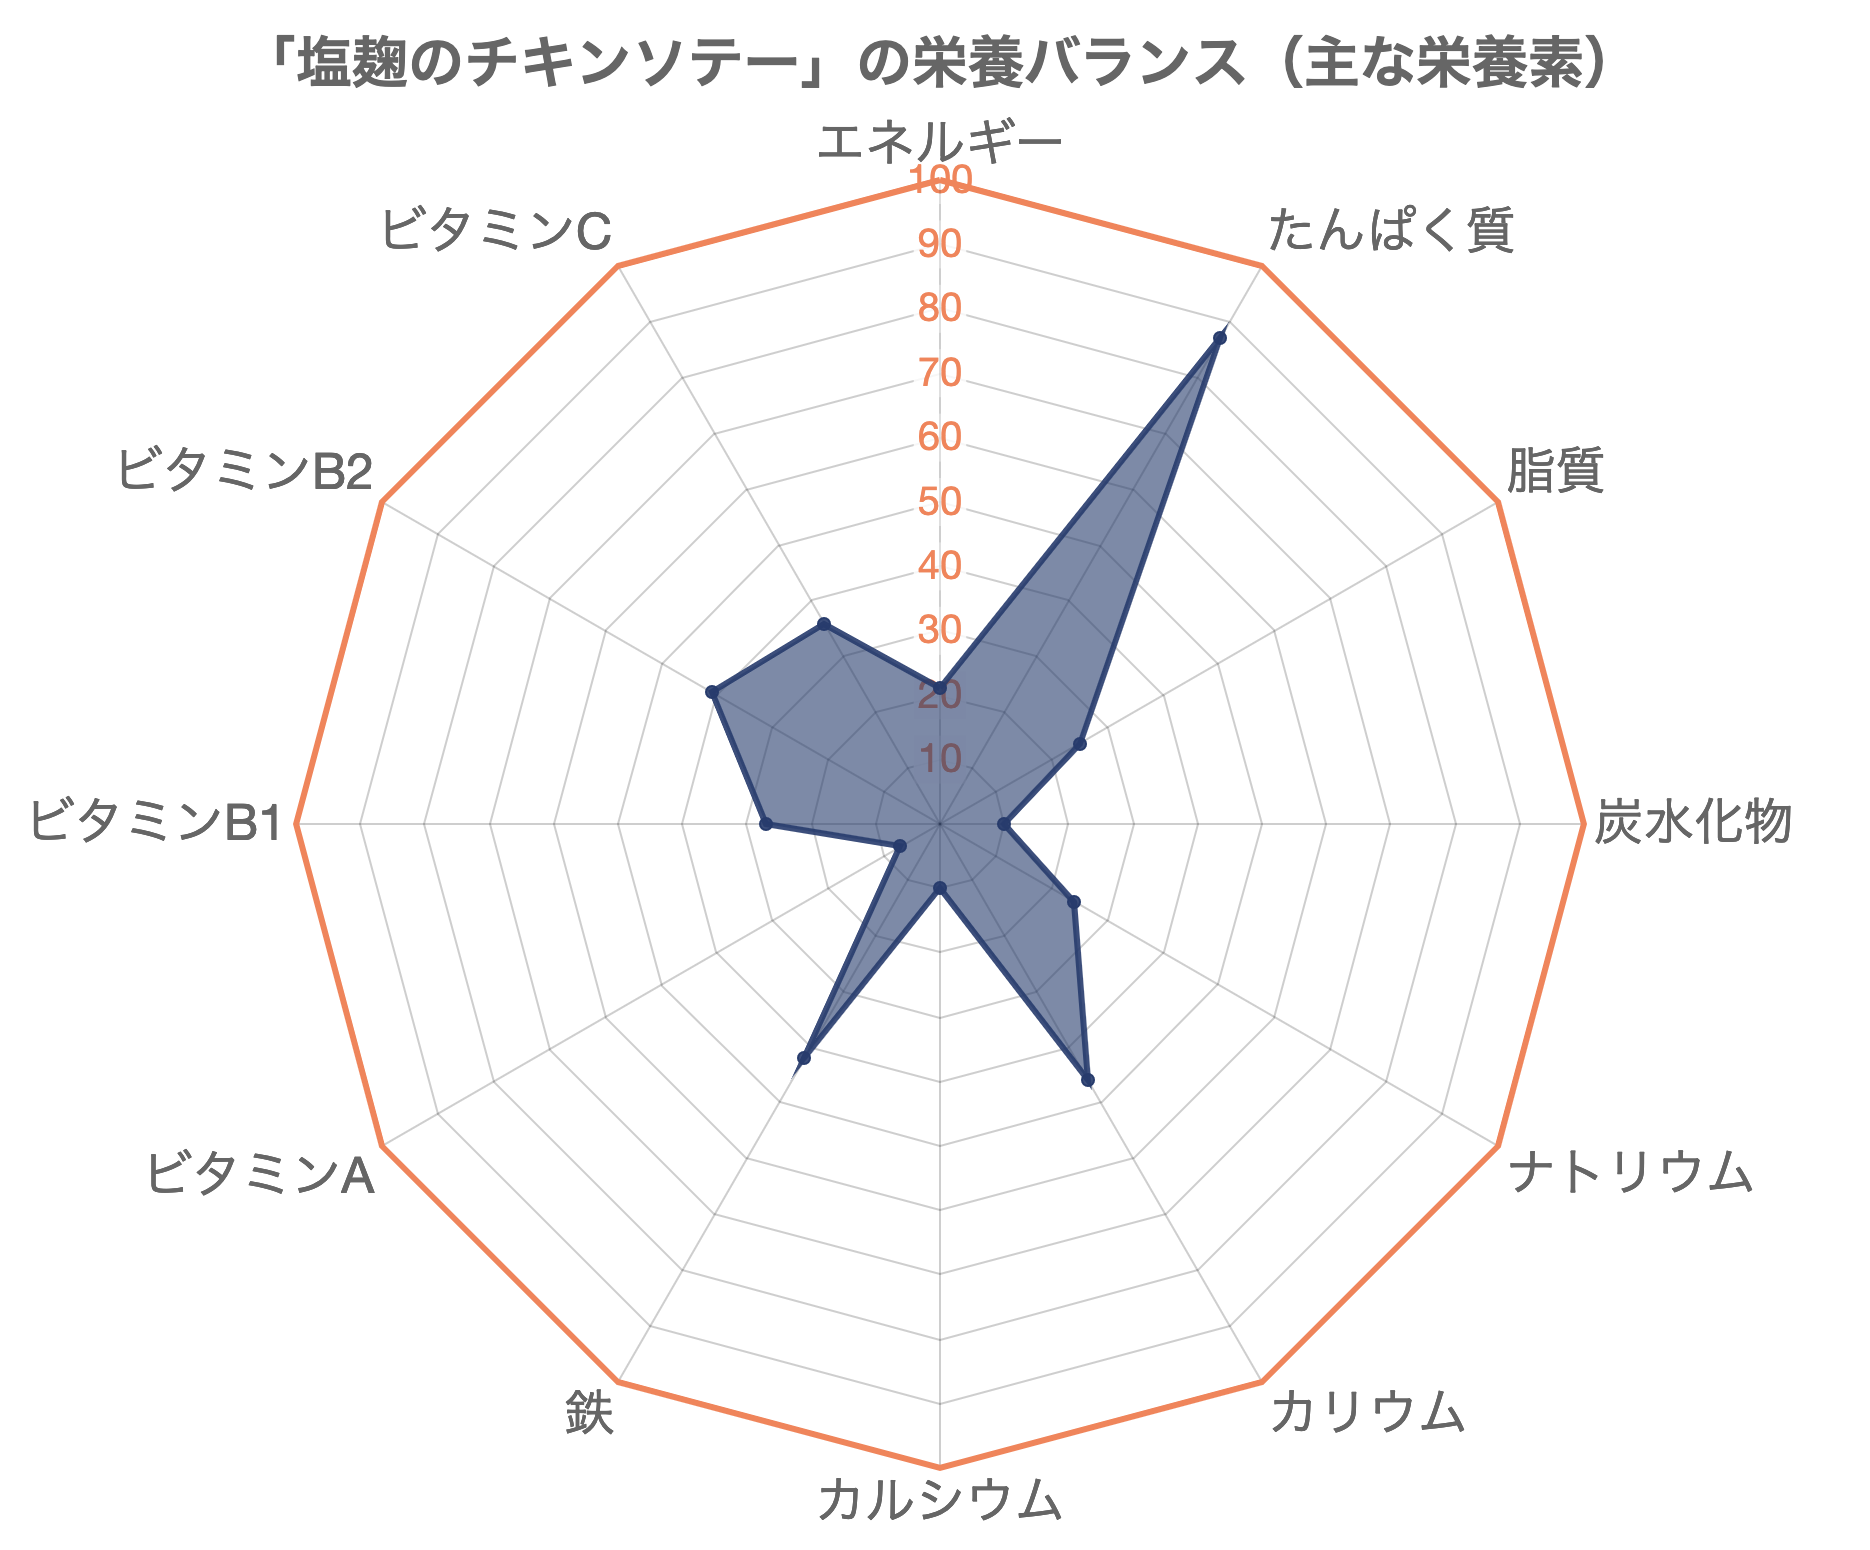 「塩麹のチキンソテー」の栄養バランス（主な栄養素）
エネルギー
100
90
80
70
60
50
40
30
20
10
たんぱく質
脂質
炭水化物
ナトリウム
カリウム
カルシウム
鉄
ビタミンA
ビタミンB1
ビタミンB2
ビタミンC